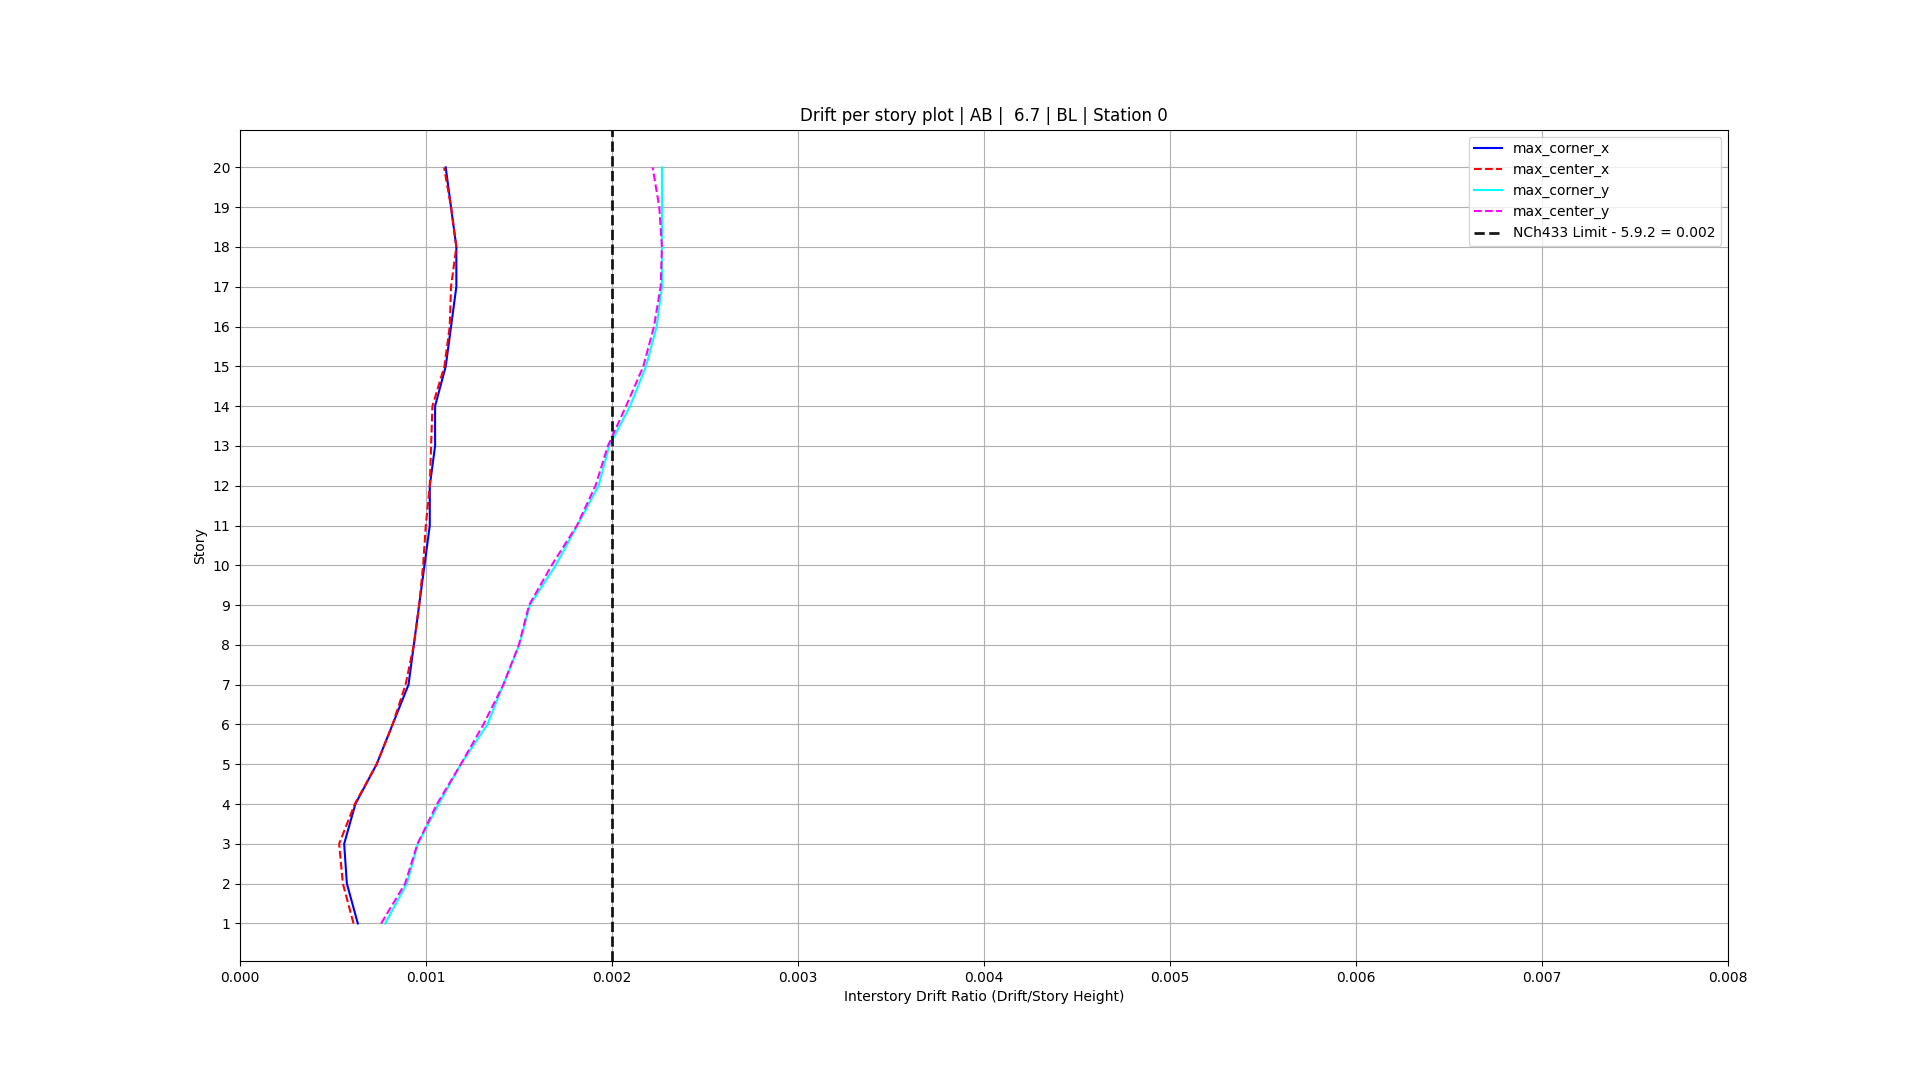 Drift per story plot | AB |  6.7 | BL | Station 0
max_corner_x
max_center_x
max_corner_y
max_center_y
NCh433 Limit - 5.9.2 = 0.002
20
19
18
17
16
15
14
13
12
11
10
9
8
7
6
5
4
3
2
1
Story
0.000 0.001 0.002 0.003 0.004 0.005 0.006 0.007 0.008
Interstory Drift Ratio (Drift/Story Height)